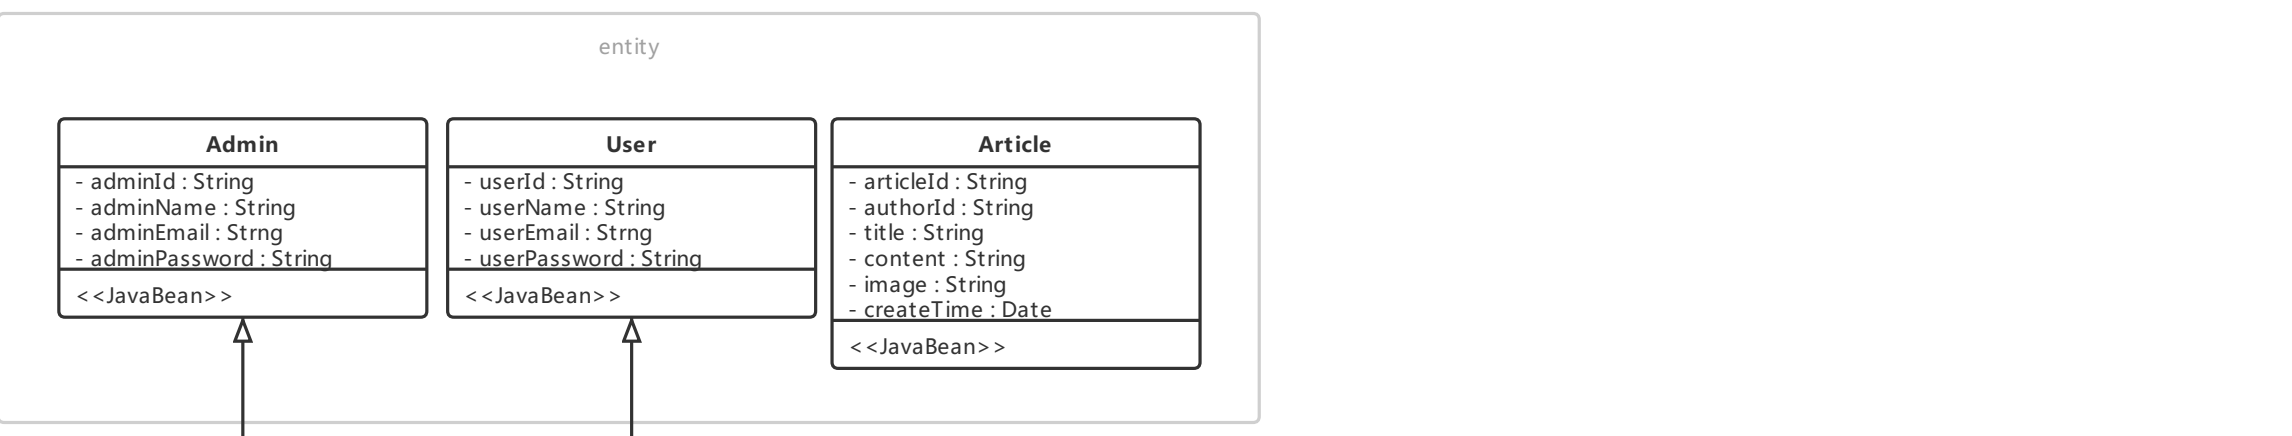 entity
Admin
- adminId : String
- adminName : String
- adminEmail : Strng
- adminPassword : String
<<JavaBean>>
User
- userId : String
- userName : String
- userEmail : Strng
- userPassword : String
<<JavaBean>>
Article
- articleId : String
- authorId : String
- title : String
- content : String
- image : String
- createTime : Date
<<JavaBean>>